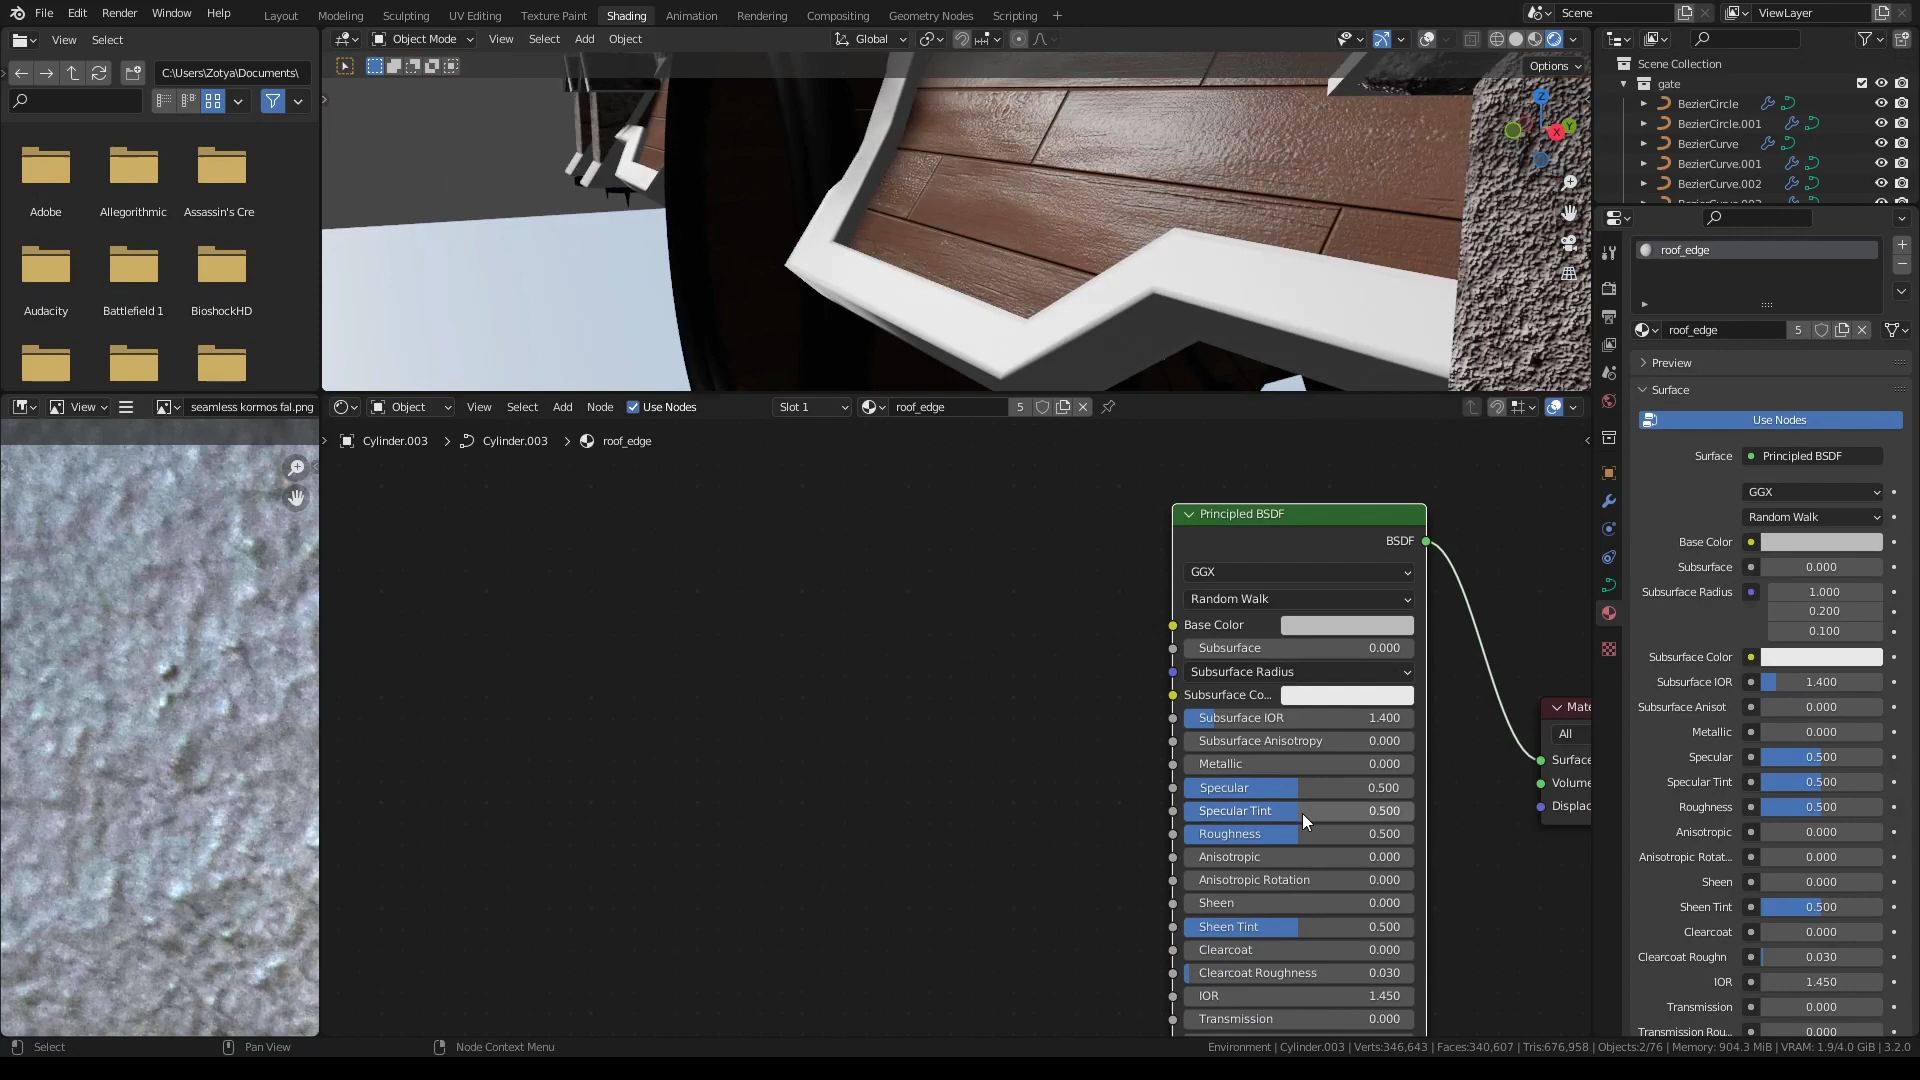 File Edit Render Window Help Layout Modeling Sculpting UV Editing Texture Paint Shading Animation Rendering Compositing Geometry Nodes Scripting + Scene ViewLayer
View Select
C:\Users\Zotya\Documents\
Adobe Allegorithmic Assassin's Cre
Audacity Battlefield 1 BioshockHD
Object Mode View Select Add Object Global
Options
Z
X Y
Scene Collection
gate
BezierCircle
BezierCircle.001
BezierCurve
BezierCurve.001
BezierCurve.002
View seamless kormos fal.png
Object View Select Add Node Use Nodes Slot 1 roof_edge 5
Cylinder.003 > Cylinder.003 > roof_edge
Principled BSDF
BSDF
GGX
Random Walk
Base Color
Subsurface 0.000
Subsurface Radius
Subsurface Co...
Subsurface IOR 1.400
Subsurface Anisotropy 0.000
Metallic 0.000
Specular 0.500
Specular Tint 0.500
Roughness 0.500
Anisotropic 0.000
Anisotropic Rotation 0.000
Sheen 0.000
Sheen Tint 0.500
Clearcoat 0.000
Clearcoat Roughness 0.030
IOR 1.450
Transmission 0.000
Mate
All
Surface
Volume
Displac
roof_edge
roof_edge 5
Preview
Surface
Use Nodes
Surface Principled BSDF
GGX
Random Walk
Base Color
Subsurface 0.000
Subsurface Radius 1.000
0.200
0.100
Subsurface Color
Subsurface IOR 1.400
Subsurface Anisot 0.000
Metallic 0.000
Specular 0.500
Specular Tint 0.500
Roughness 0.500
Anisotropic 0.000
Anisotropic Rotat... 0.000
Sheen 0.000
Sheen Tint 0.500
Clearcoat 0.000
Clearcoat Roughn 0.030
IOR 1.450
Transmission 0.000
Transmission Rou... 0.000
Select Pan View Node Context Menu Environment | Cylinder.003 | Verts:346,643 | Faces:340,607 | Tris:676,958 | Objects:2/76 | Memory: 904.3 MiB | VRAM: 1.9/4.0 GiB | 3.2.0